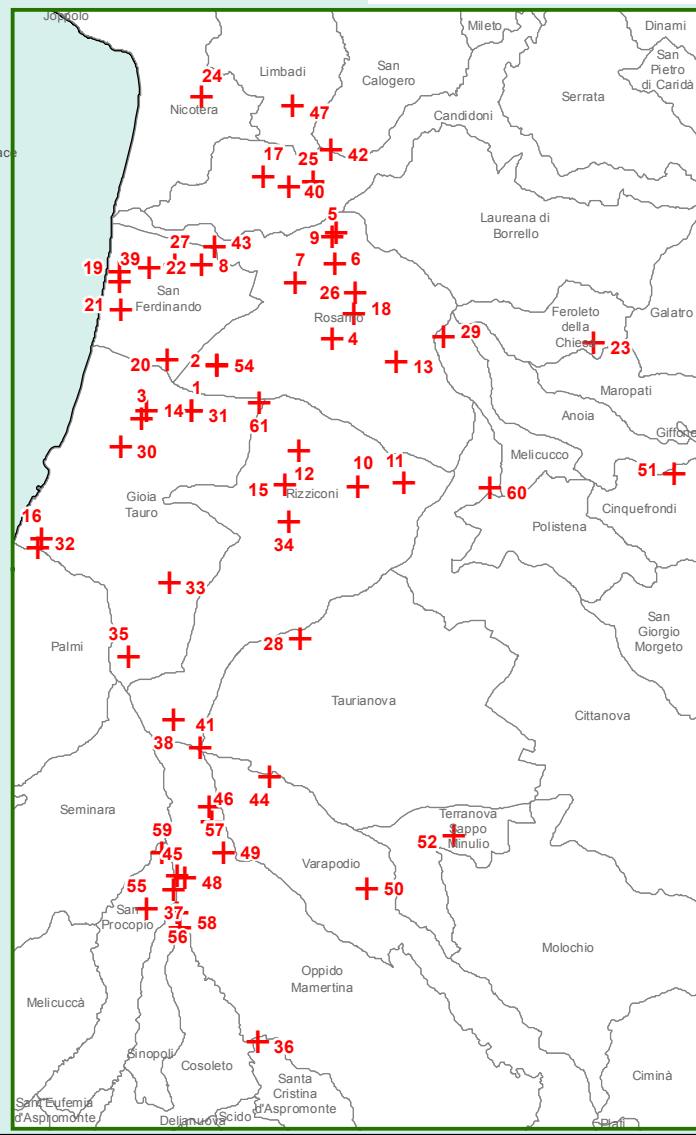 Joppolo
Mileto
Dinami
24
Limbadi
San
Calogero
San
Pietro
di Caridà
Serrata
Nicotera
47
Candidoni
ace
17
25
42
40
5
Laureana di
Borrello
27
43
9
39
22
8
7
6
19
26
San
Ferdinando
21
18
Rosarno
Feroleto
della
Chiesa
Galatro
29
4
23
20
2
54
13
3
1
14
31
61
Maropati
Anoia
Giffone
30
12
10
11
Melicucco
51
15
Rizziconi
60
Gioia
Tauro
Cinquefrondi
16
34
Polistena
32
33
35
28
San
Giorgio
Morgeto
Palmi
Taurianova
41
38
Cittanova
44
46
Seminara
Terranova
Sappo
Minulio
59
57
52
45
49
Varapodio
55
48
50
San
Procopio
37
58
56
Molochio
Oppido
Mamertina
Melicuccà
36
Sinopoli
Cosoleto
Santa
Cristina
d'Aspromonte
Ciminà
Sant'Eufemia
d'Aspromonte
Delianuova
Scido
Platì